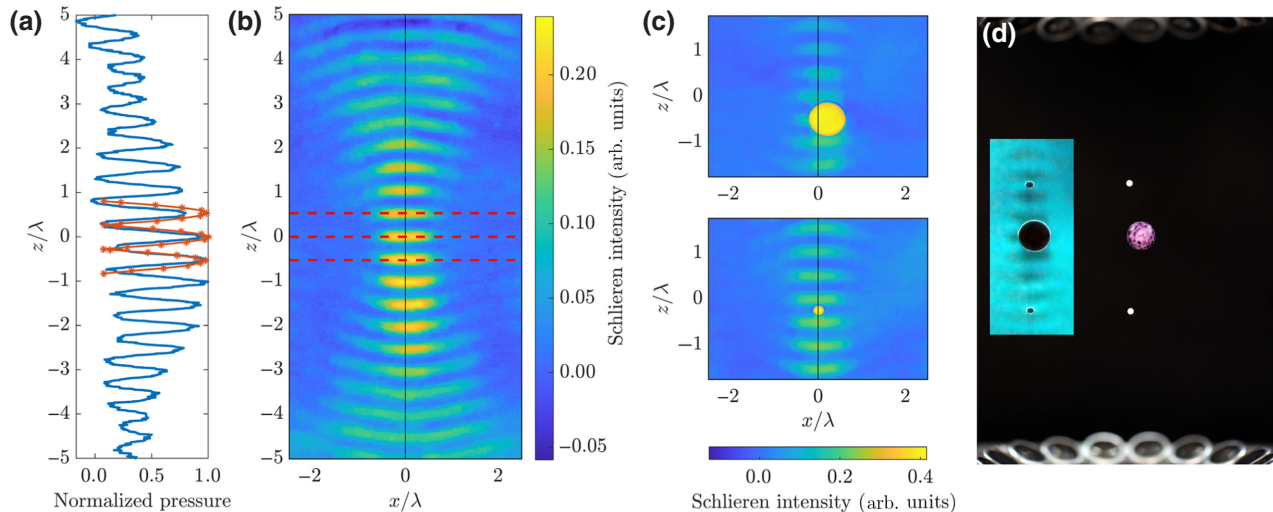 (a)
5
4
3
2
1
0
−1
−2
−3
−4
5
z/λ
0.0 0.5 1.0
Normalized pressure
(b)
5
4
3
2
1
0
−1
−2
−3
−4
5
z/λ
−2 0 2
x/λ
0.20
0.15
0.10
0.05
0.00
−0.05
Schlieren intensity (arb. units)
(c)
1
0
−1
z/λ
−2 0 2
1
0
−1
z/λ
−2 0 2
x/λ
0.0 0.2 0.4
Schlieren intensity (arb. units)
(d)